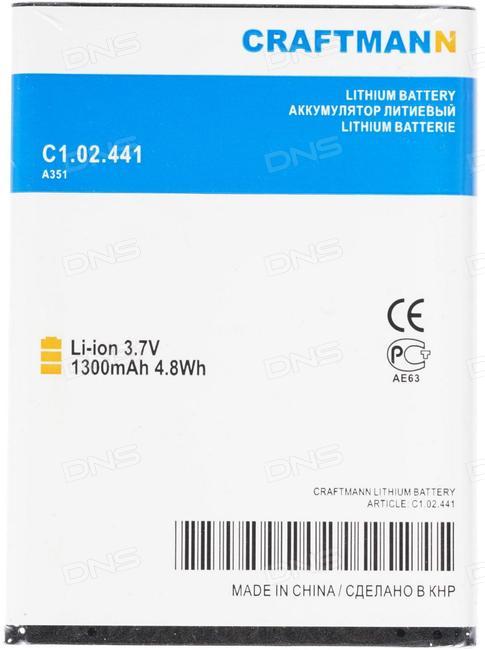 CRAFTMANN
LITHIUM BATTERY
АККУМУЛЯТОР ЛИТИЕВЫЙ
LITHIUM BATTERIE
C1.02.441
A351
CE
Li-ion 3.7V
1300mAh 4.8Wh
РСТ
AE63
CRAFTMANN LITHIUM BATTERY
ARTICLE: C1.02.441
MADE IN CHINA / СДЕЛАНО В КНР
DNS